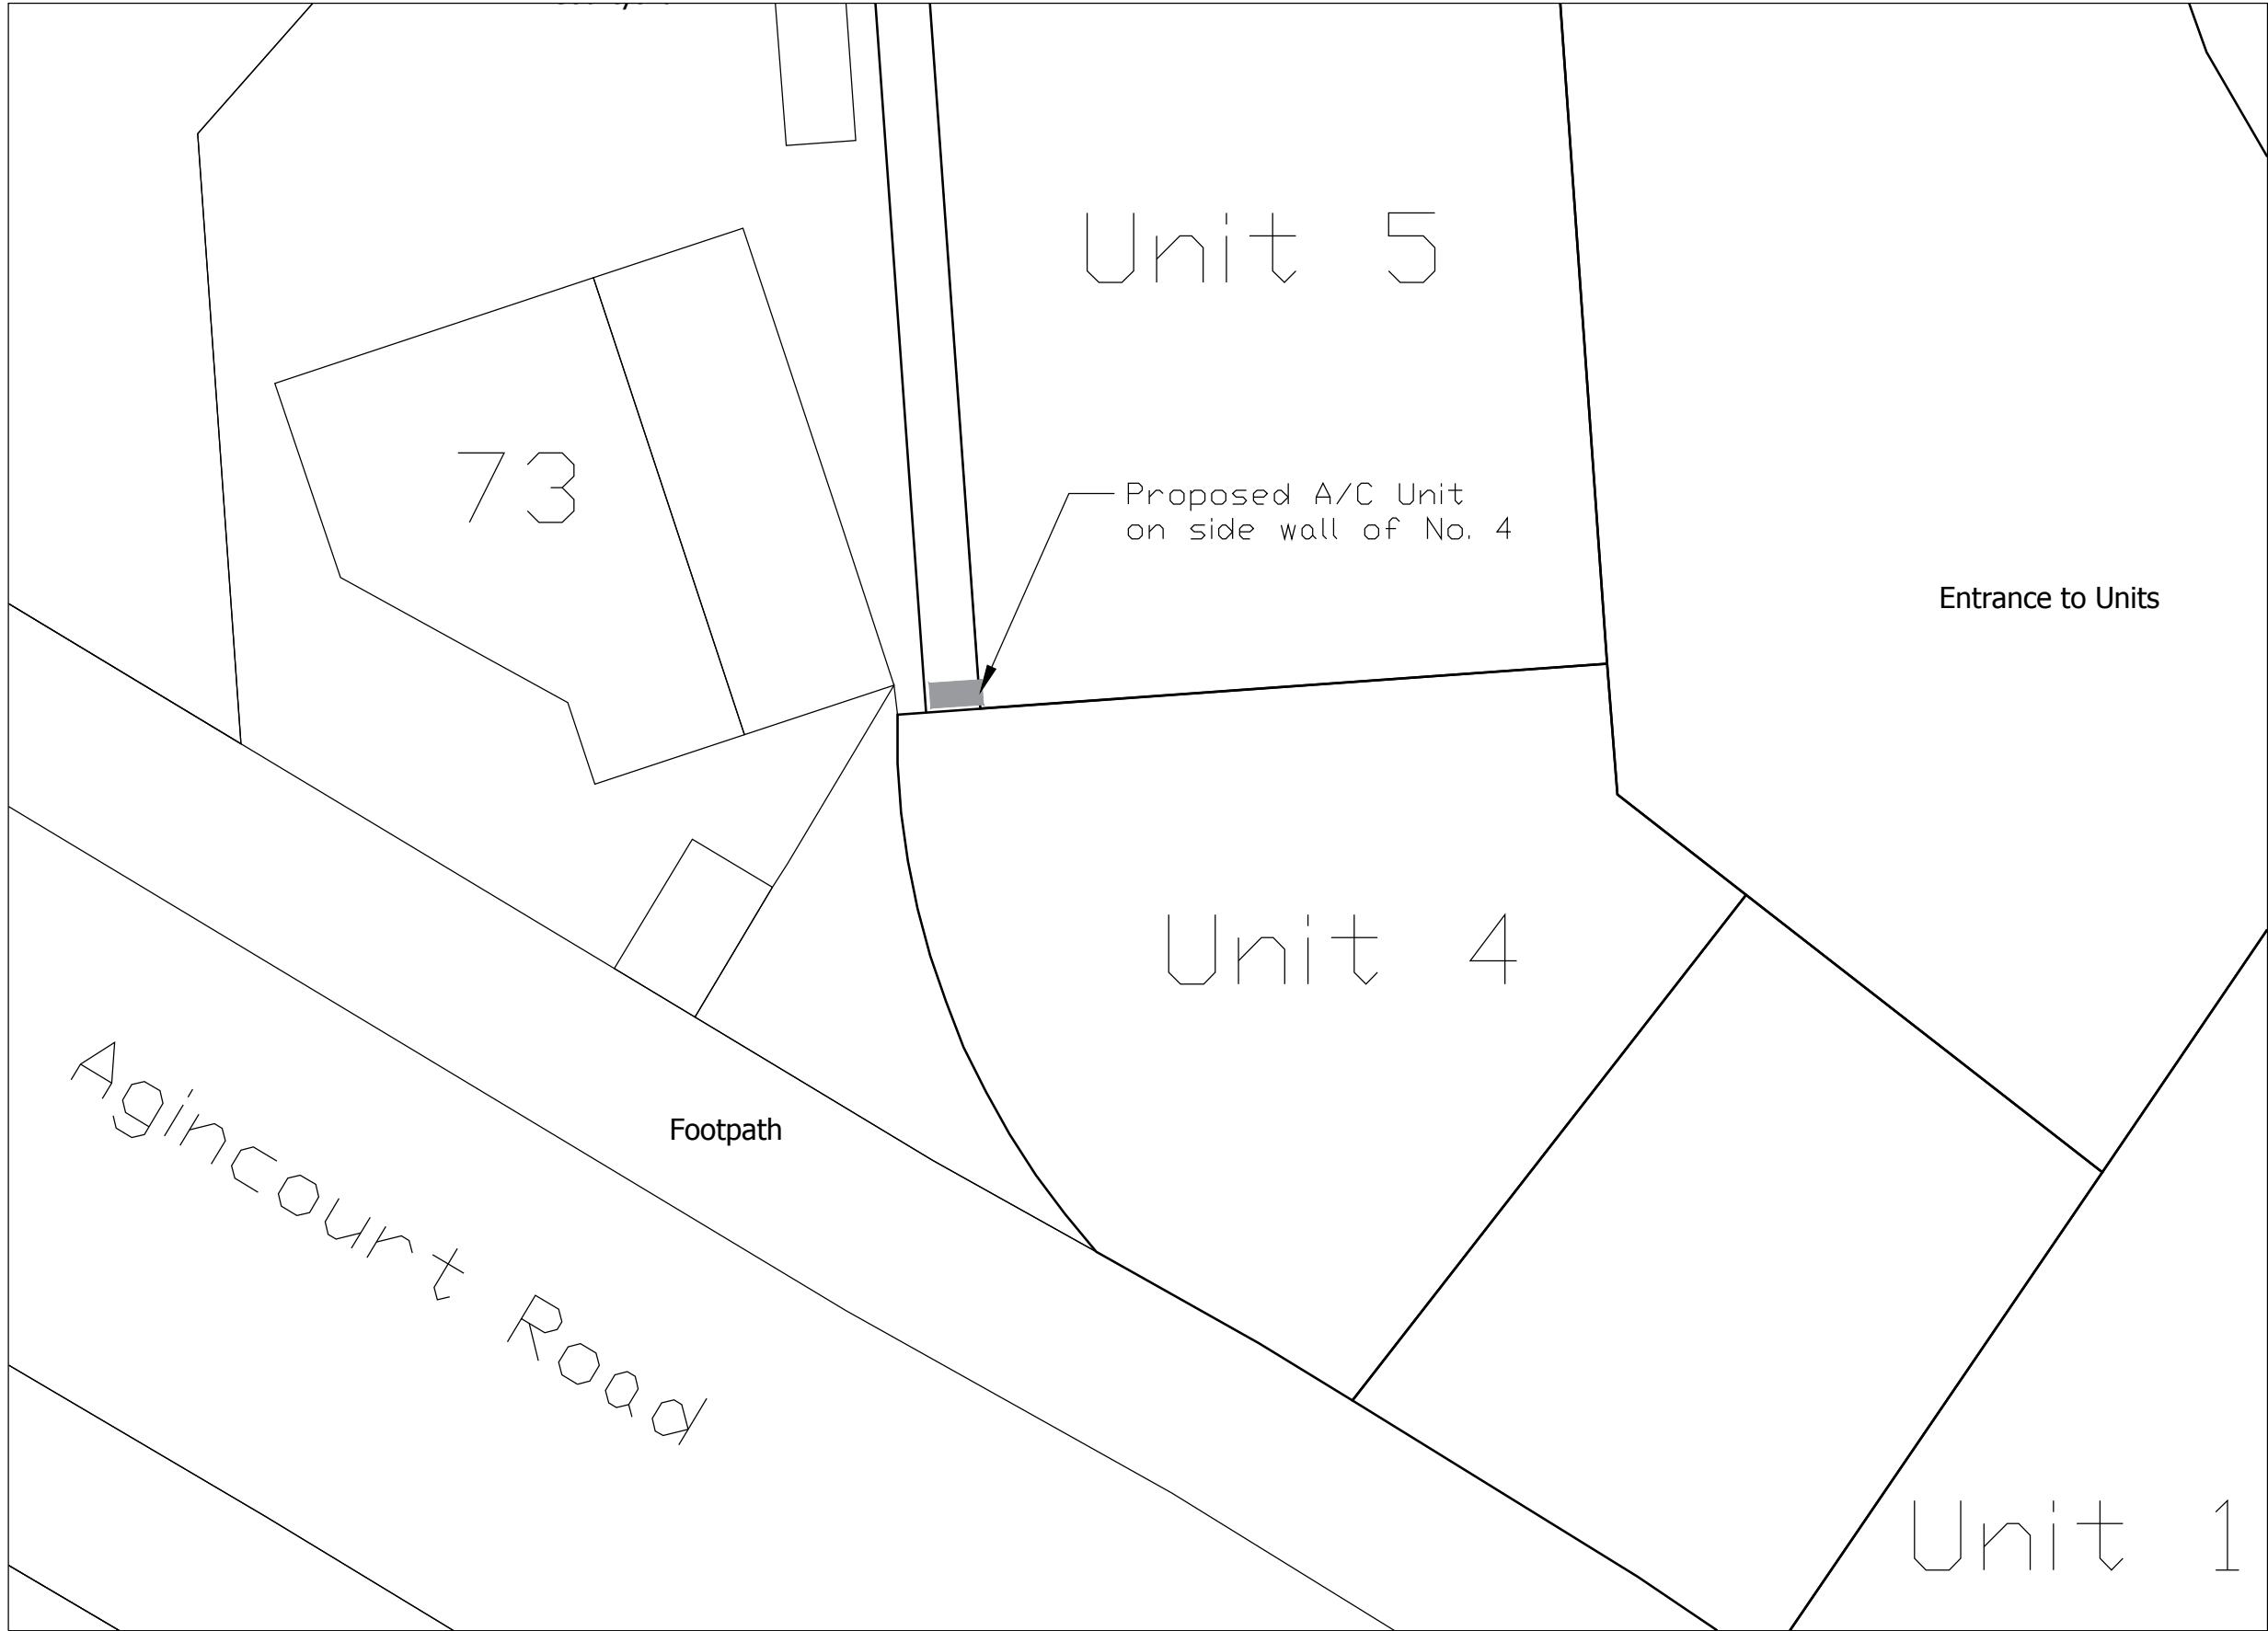 Unit 5
73
Proposed A/C Unit
on side wall of No. 4
Entrance to Units
Unit 4
Footpath
Agincourt Road
Unit 1